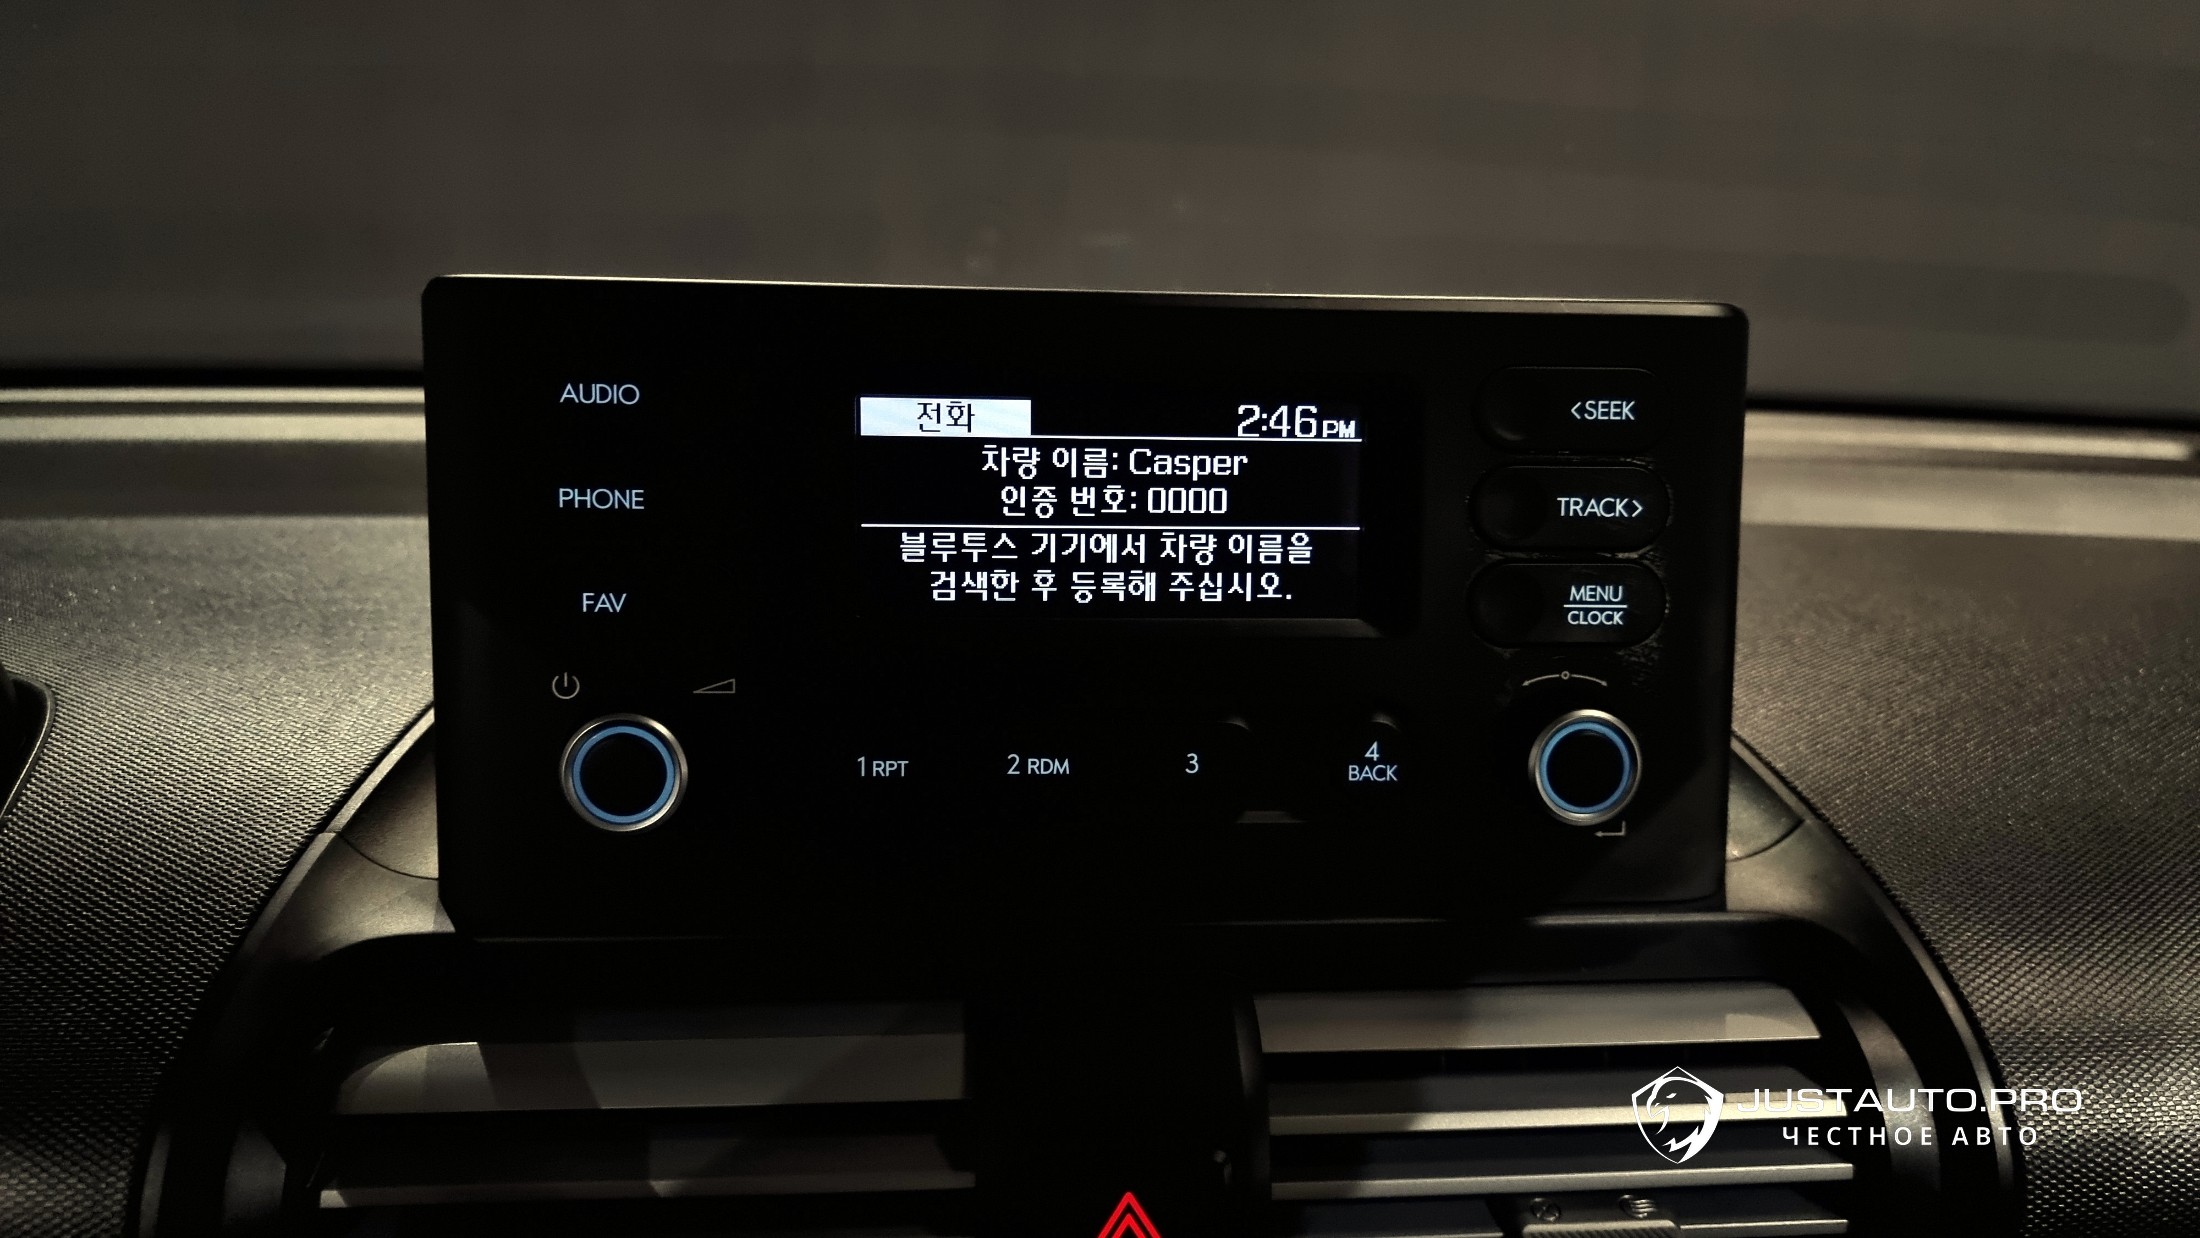 AUDIO
PHONE
FAV
전화
2:46 PM
차량 이름: Casper
인증 번호: 0000
블루투스 기기에서 차량 이름을
검색한 후 등록해 주십시오.
<SEEK
TRACK>
MENU
CLOCK
1 RPT
2 RDM
3
4
BACK
JUSTAUTO.PRO
ЧЕСТНОЕ АВТО